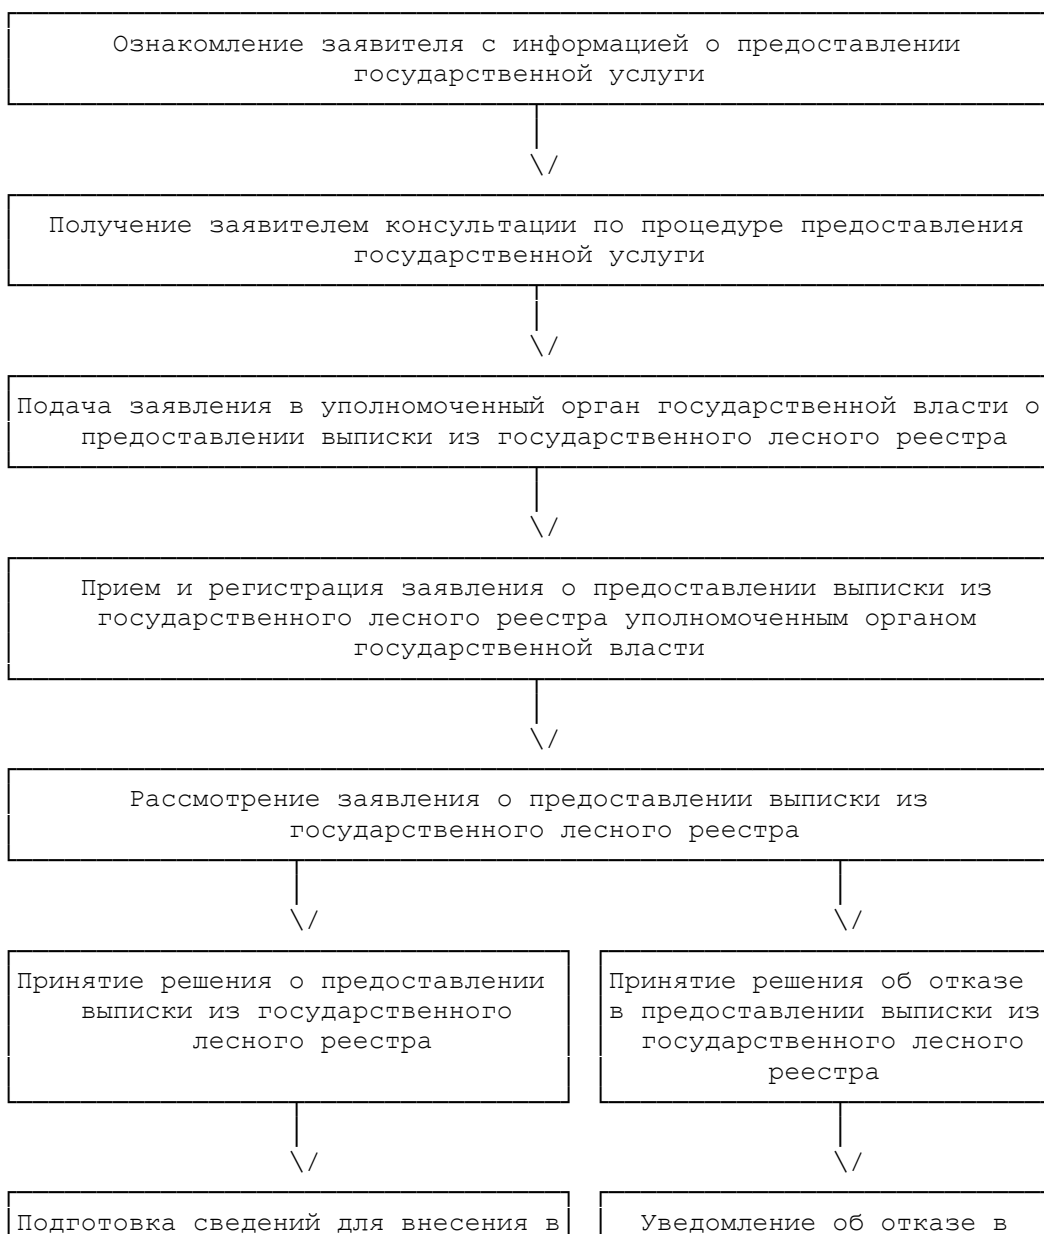 Ознакомление заявителя с информацией о предоставлении
государственной услуги
Получение заявителем консультации по процедуре предоставления
государственной услуги
Подача заявления в уполномоченный орган государственной власти о
предоставлении выписки из государственного лесного реестра
Прием и регистрация заявления о предоставлении выписки из
государственного лесного реестра уполномоченным органом
государственной власти
Рассмотрение заявления о предоставлении выписки из
государственного лесного реестра
Принятие решения о предоставлении
выписки из государственного
лесного реестра
Принятие решения об отказе
в предоставлении выписки из
государственного лесного
реестра
Подготовка сведений для внесения в
Уведомление об отказе в